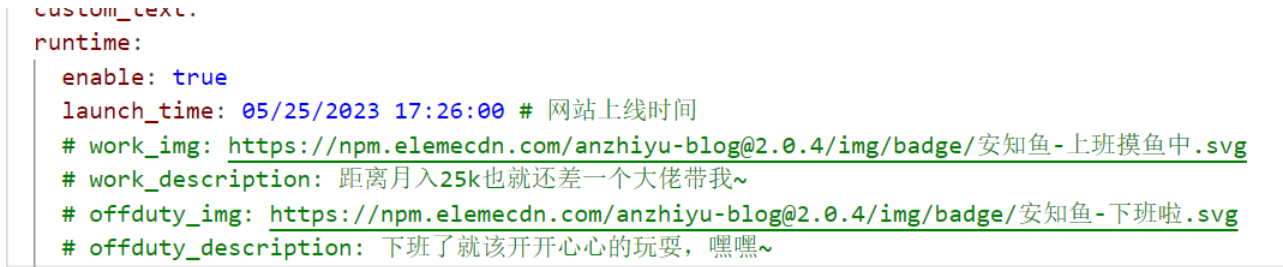 custom_text:
runtime:
enable: true
launch_time: 05/25/2023 17:26:00 # 网站上线时间
# work_img: https://npm.elemecdn.com/anzhiyu-blog@2.0.4/img/badge/安知鱼-上班摸鱼中.svg
# work_description: 距离月入25k也就还差一个大佬带我~
# offduty_img: https://npm.elemecdn.com/anzhiyu-blog@2.0.4/img/badge/安知鱼-下班啦.svg
# offduty_description: 下班了就该开开心心的玩耍，嘿嘿~